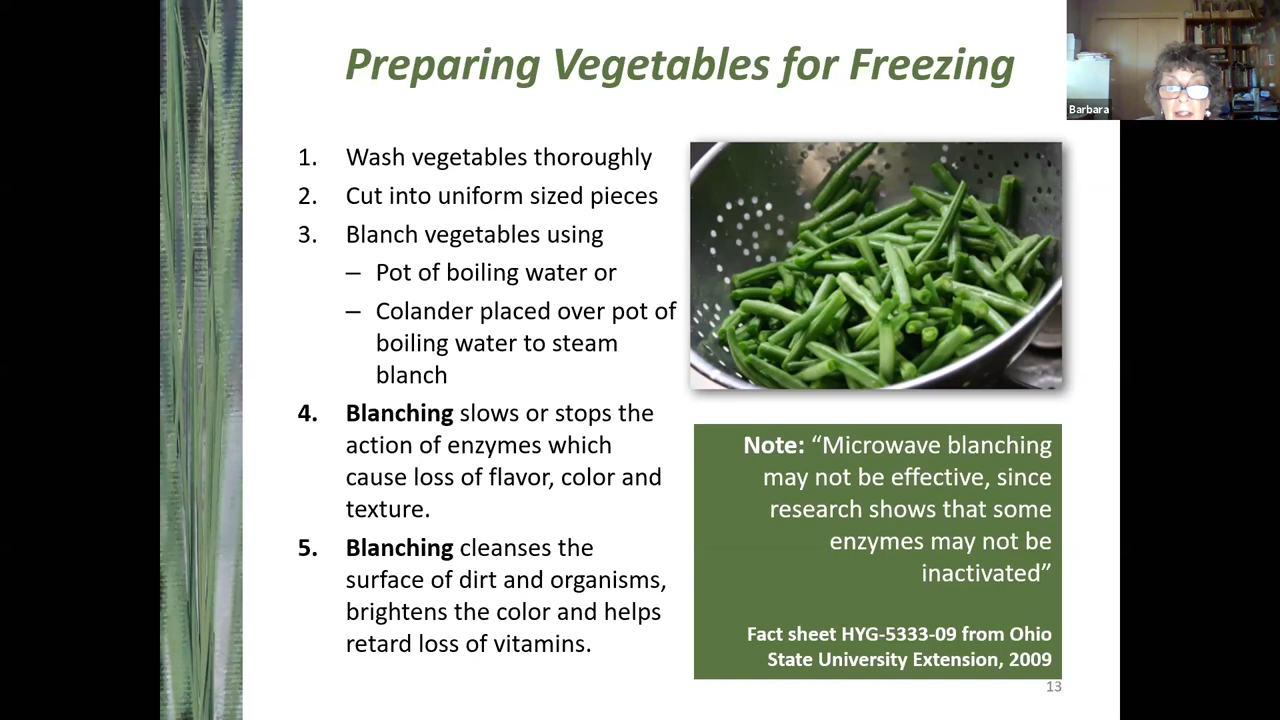 Preparing Vegetables for Freezing
Barbara
1. Wash vegetables thoroughly
2. Cut into uniform sized pieces
3. Blanch vegetables using
– Pot of boiling water or
– Colander placed over pot of
boiling water to steam
blanch
4. Blanching slows or stops the
action of enzymes which
cause loss of flavor, color and
texture.
5. Blanching cleanses the
surface of dirt and organisms,
brightens the color and helps
retard loss of vitamins.
Note: “Microwave blanching
may not be effective, since
research shows that some
enzymes may not be
inactivated”
Fact sheet HYG-5333-09 from Ohio
State University Extension, 2009
13